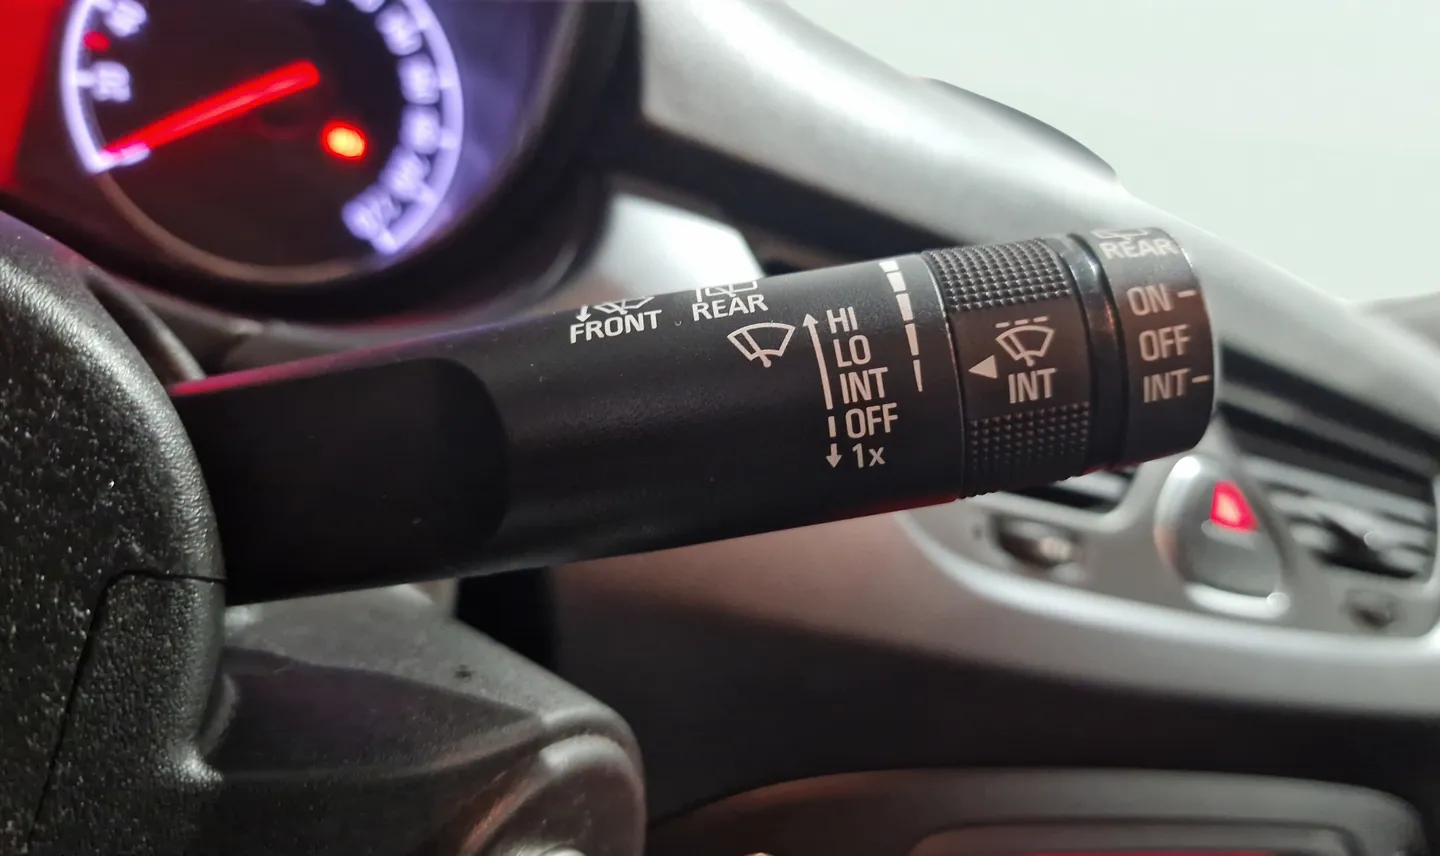 FRONT
REAR
HI
LO
INT
OFF
1x
INT
REAR
ON
OFF
INT